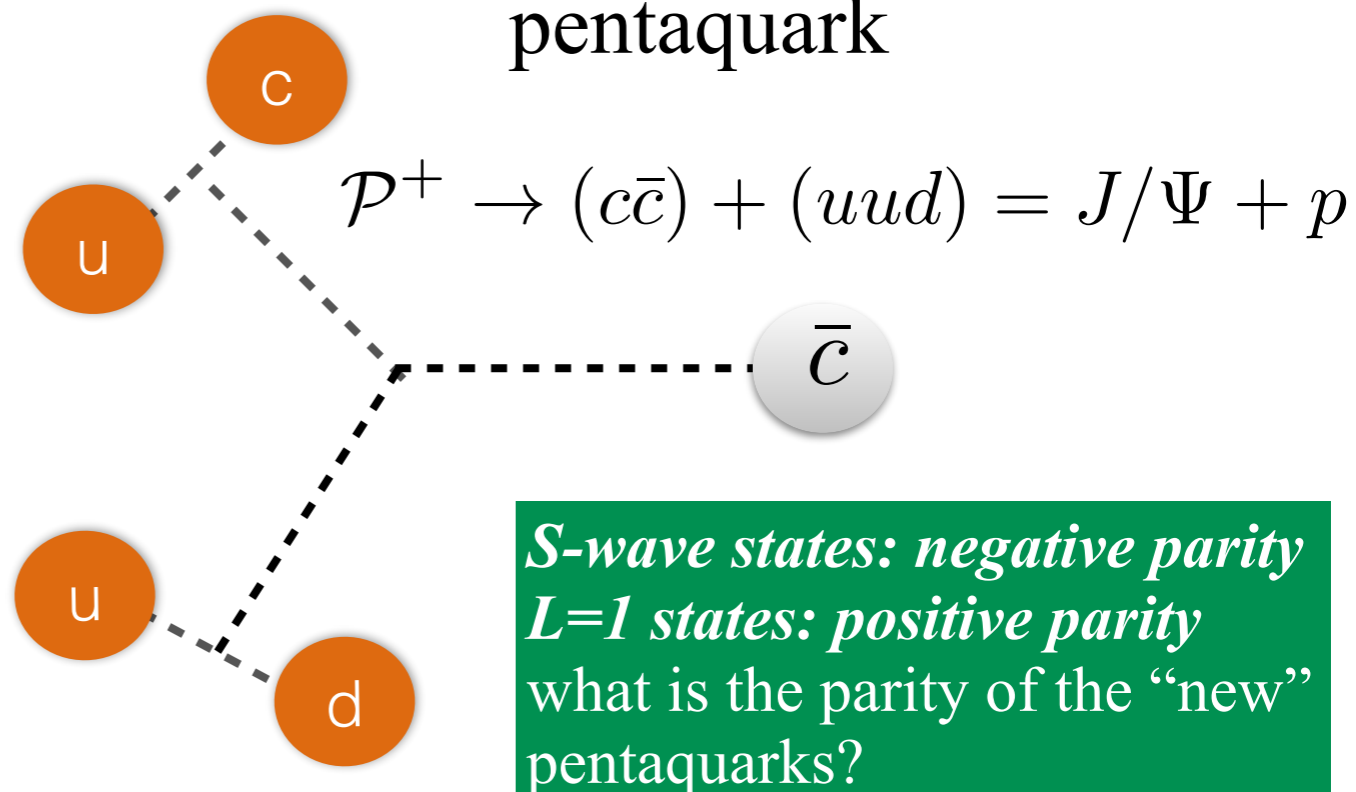 pentaquark
c
𝒫⁺ → (cc̄) + (uud) = J/Ψ + p
u
c̄
u
d
S-wave states: negative parity
L=1 states: positive parity
what is the parity of the “new”
pentaquarks?